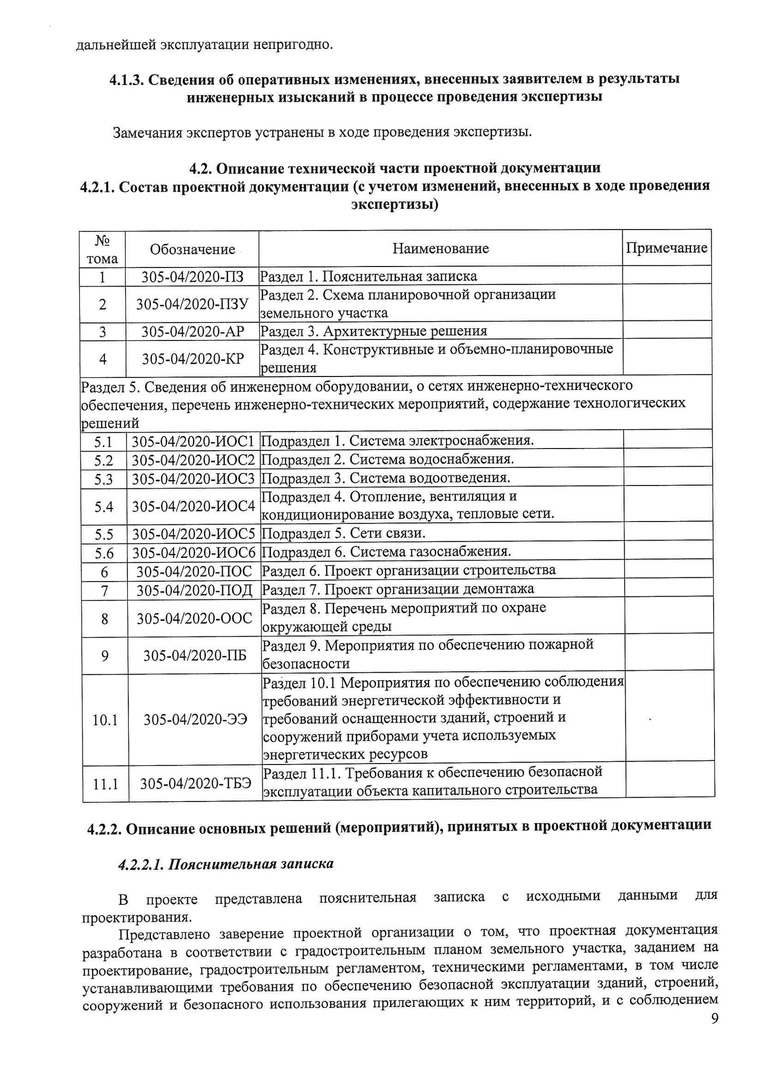 дальнейшей эксплуатации непригодно.
4.1.3. Сведения об оперативных изменениях, внесенных заявителем в результаты
инженерных изысканий в процессе проведения экспертизы
Замечания экспертов устранены в ходе проведения экспертизы.
4.2. Описание технической части проектной документации
4.2.1. Состав проектной документации (с учетом изменений, внесенных в ходе проведения
экспертизы)
№ тома Обозначение Наименование Примечание
1 305-04/2020-ПЗ Раздел 1. Пояснительная записка
2 305-04/2020-ПЗУ Раздел 2. Схема планировочной организации
земельного участка
3 305-04/2020-АР Раздел 3. Архитектурные решения
4 305-04/2020-КР Раздел 4. Конструктивные и объемно-планировочные
решения
Раздел 5. Сведения об инженерном оборудовании, о сетях инженерно-технического
обеспечения, перечень инженерно-технических мероприятий, содержание технологических
решений
5.1 305-04/2020-ИОС1 Подраздел 1. Система электроснабжения.
5.2 305-04/2020-ИОС2 Подраздел 2. Система водоснабжения.
5.3 305-04/2020-ИОС3 Подраздел 3. Система водоотведения.
5.4 305-04/2020-ИОС4 Подраздел 4. Отопление, вентиляция и
кондиционирование воздуха, тепловые сети.
5.5 305-04/2020-ИОС5 Подраздел 5. Сети связи.
5.6 305-04/2020-ИОС6 Подраздел 6. Система газоснабжения.
6 305-04/2020-ПОС Раздел 6. Проект организации строительства
7 305-04/2020-ПОД Раздел 7. Проект организации демонтажа
8 305-04/2020-ООС Раздел 8. Перечень мероприятий по охране
окружающей среды
9 305-04/2020-ПБ Раздел 9. Мероприятия по обеспечению пожарной
безопасности
10.1 305-04/2020-ЭЭ Раздел 10.1 Мероприятия по обеспечению соблюдения
требований энергетической эффективности и
требований оснащенности зданий, строений и
сооружений приборами учета используемых
энергетических ресурсов
11.1 305-04/2020-ТБЭ Раздел 11.1. Требования к обеспечению безопасной
эксплуатации объекта капитального строительства
4.2.2. Описание основных решений (мероприятий), принятых в проектной документации
4.2.2.1. Пояснительная записка
В проекте представлена пояснительная записка с исходными данными для
проектирования.
Представлено заверение проектной организации о том, что проектная документация
разработана в соответствии с градостроительным планом земельного участка, заданием на
проектирование, градостроительным регламентом, техническими регламентами, в том числе
устанавливающими требования по обеспечению безопасной эксплуатации зданий, строений,
сооружений и безопасного использования прилегающих к ним территорий, и с соблюдением
9